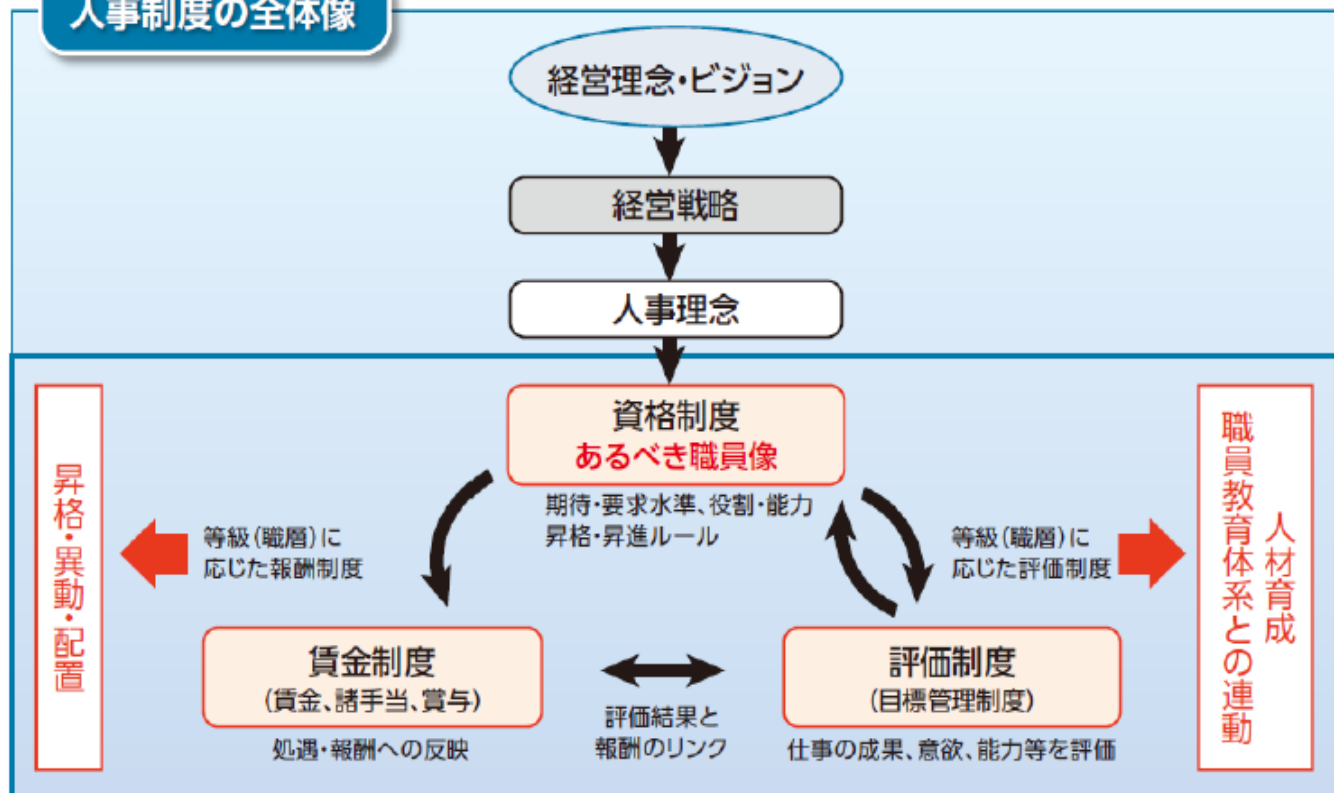 人事制度の全体像
経営理念・ビジョン
経営戦略
人事理念
資格制度
あるべき職員像
期待・要求水準、役割・能力
昇格・昇進ルール
昇格・異動・配置
等級(職層)に
応じた報酬制度
等級(職層)に
応じた評価制度
人材育成
職員教育体系との連動
賃金制度
(賃金、諸手当、賞与)
処遇・報酬への反映
評価結果と
報酬のリンク
評価制度
(目標管理制度)
仕事の成果、意欲、能力等を評価